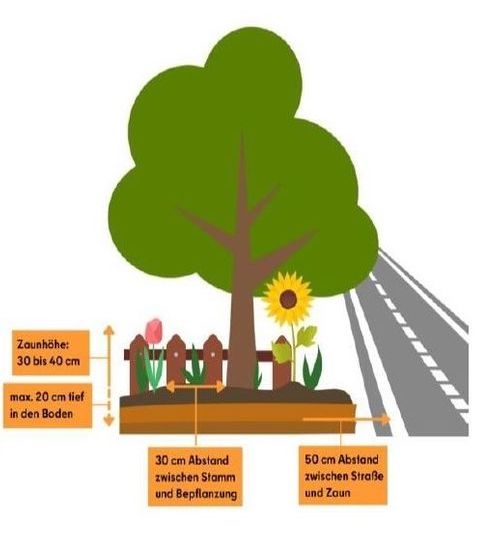 Zaunhöhe:
30 bis 40 cm
max. 20 cm tief
in den Boden
30 cm Abstand
zwischen Stamm
und Bepflanzung
50 cm Abstand
zwischen Straße
und Zaun